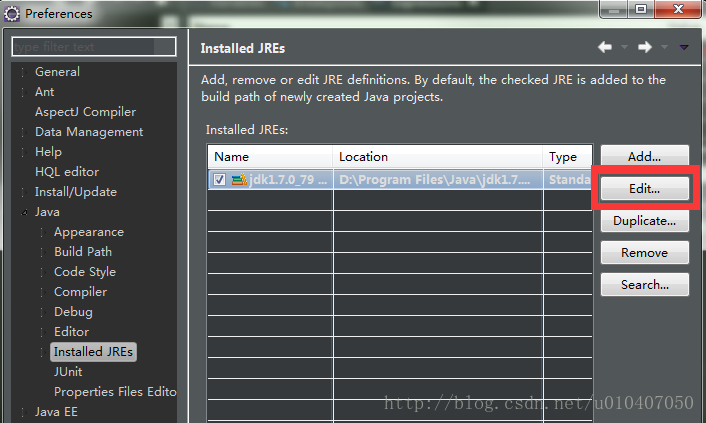 Preferences
type filter text
General
Ant
AspectJ Compiler
Data Management
Help
HQL editor
Install/Update
Java
Appearance
Build Path
Code Style
Compiler
Debug
Editor
Installed JREs
JUnit
Properties Files Edito
Java EE
Installed JREs
Add, remove or edit JRE definitions. By default, the checked JRE is added to the
build path of newly created Java projects.
Installed JREs:
Name Location Type
jdk1.7.0_79 ... D:\Program Files\Java\jdk1.7.... Standa
Add...
Edit...
Duplicate...
Remove
Search...
http://blog.csdn.net/u010407050